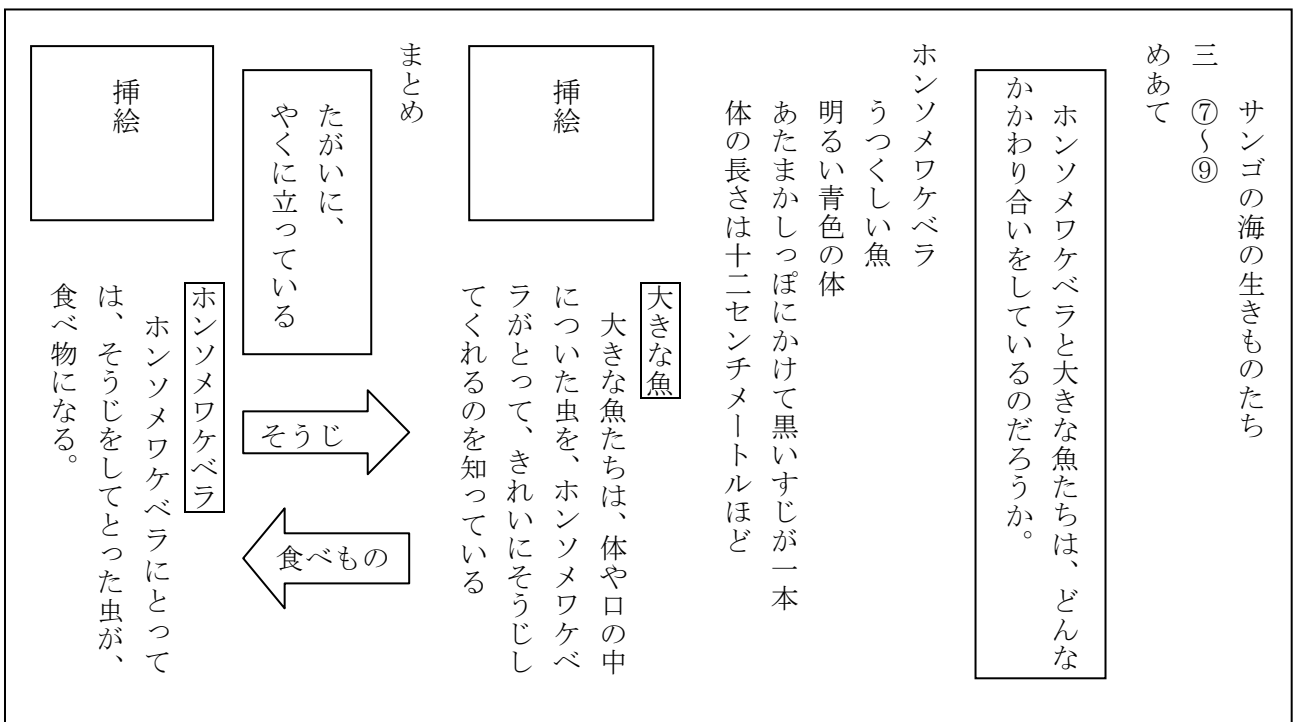 サンゴの海の生きものたち
三　⑦～⑨
めあて
ホンソメワケベラと大きな魚たちは、どんな
かかわり合いをしているのだろうか。
ホンソメワケベラ
うつくしい魚
明るい青色の体
あたまかしっぽにかけて黒いすじが一本
体の長さは十二センチメートルほど
挿絵
大きな魚
大きな魚たちは、体や口の中
についた虫を、ホンソメワケベ
ラがとって、きれいにそうじし
てくれるのを知っている
まとめ
たがいに、
やくに立っている
そうじ
食べもの
挿絵
ホンソメワケベラ
ホンソメワケベラにとって
は、そうじをしてとった虫が、
食べ物になる。